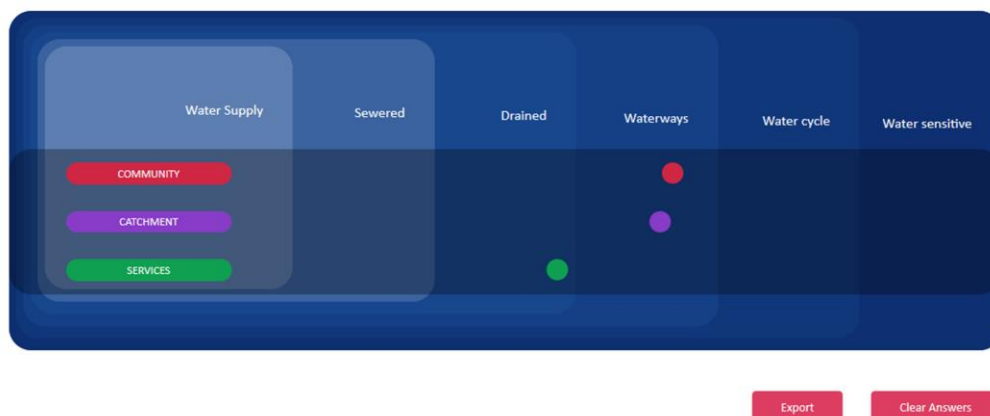 Water Supply
Sewered
Drained
Waterways
Water cycle
Water sensitive
COMMUNITY
CATCHMENT
SERVICES
Export
Clear Answers